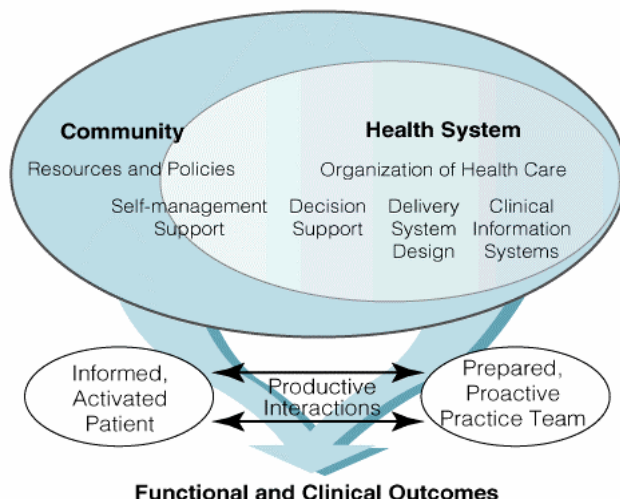 Community
Health System
Resources and Policies
Organization of Health Care
Self-management
Support
Decision
Support
Delivery
System
Design
Clinical
Information
Systems
Informed,
Activated
Patient
Productive
Interactions
Prepared,
Proactive
Practice Team
Functional and Clinical Outcomes